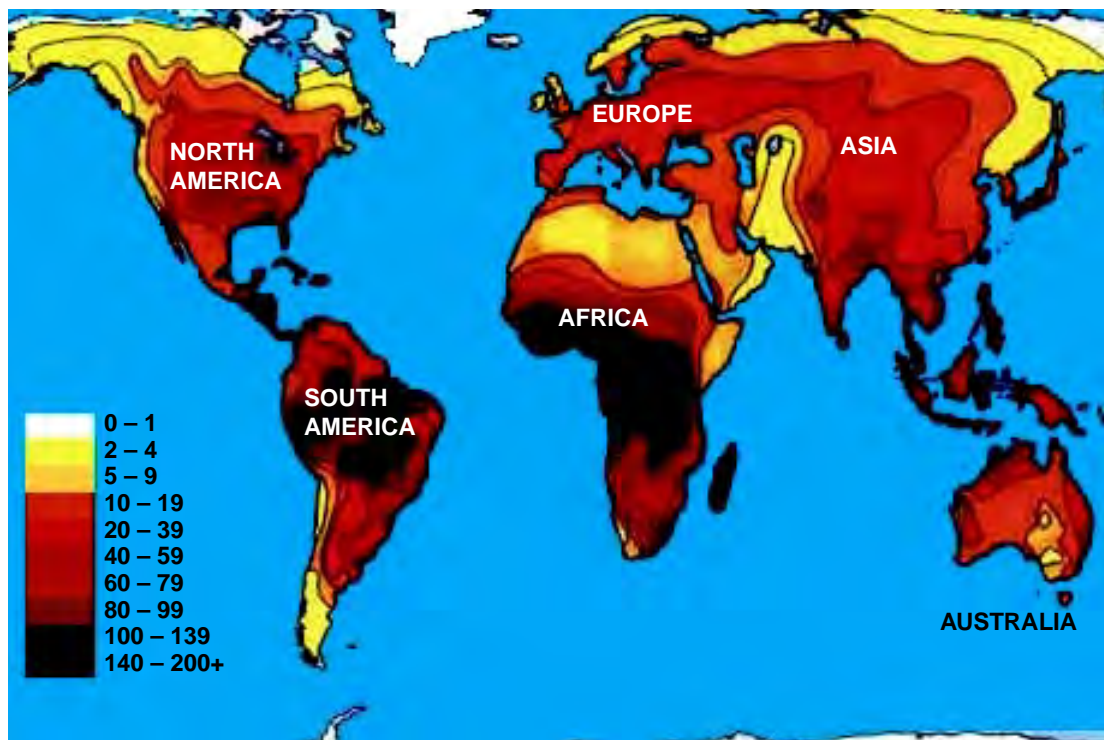 EUROPE
ASIA
NORTH
AMERICA
AFRICA
SOUTH
AMERICA
0 – 1
2 – 4
5 – 9
10 – 19
20 – 39
40 – 59
60 – 79
80 – 99
100 – 139
140 – 200+
AUSTRALIA